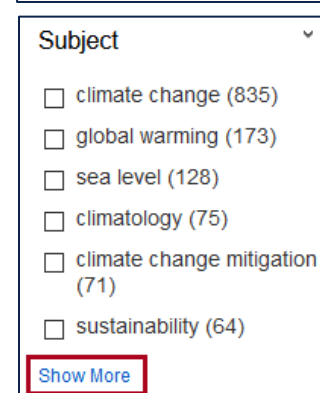 Subject
climate change (835)
global warming (173)
sea level (128)
climatology (75)
climate change mitigation
(71)
sustainability (64)
Show More